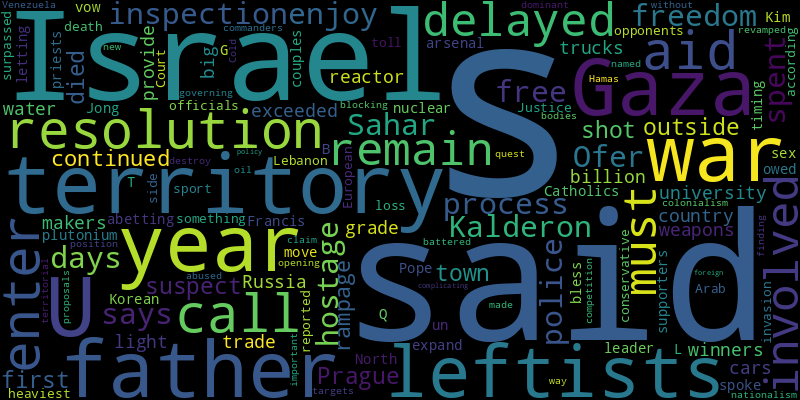 Venezuela
vow
inspection
enjoy
delayed
freedom
Kim
dominant
without
surpassed
letting
priests
death
Israel
died
provide
Court
big
G
couples
toll
commanders
arsenal
trucks
opponents
aid
new
named
Hamas
revamped
according
reactor
S
free
Gaza
spent
timing
water
Jong
officials
governing
exceeded
nuclear
blocking
bodies
Justice
resolution
continued
destroy
policy
Lebanon
B
European
remain
Sahar
quest
shot
outside
Ofer
war
billion
sex
owed
Catholics
university
territory
T
side
oil
sport
process
country
colonialism
makers
abetting
something
Francis
loss
grade
Kalderon
weapons
must
plutonium
position
year
hostage
battered
finding
days
U
suspect
Russia
claim
move
opening
Pope
town
complicating
foreign
police
bless
competition
conservative
supporters
Arab
invasion
involved
enter
territorial
proposals
Korean
says
call
abused
reported
rampage
Q
un
made
said
light
trade
important
expand
leader
L
winners
first
heaviest
father
Prague
North
targets
leftists
way
cars
spoke
nationalism
Cold